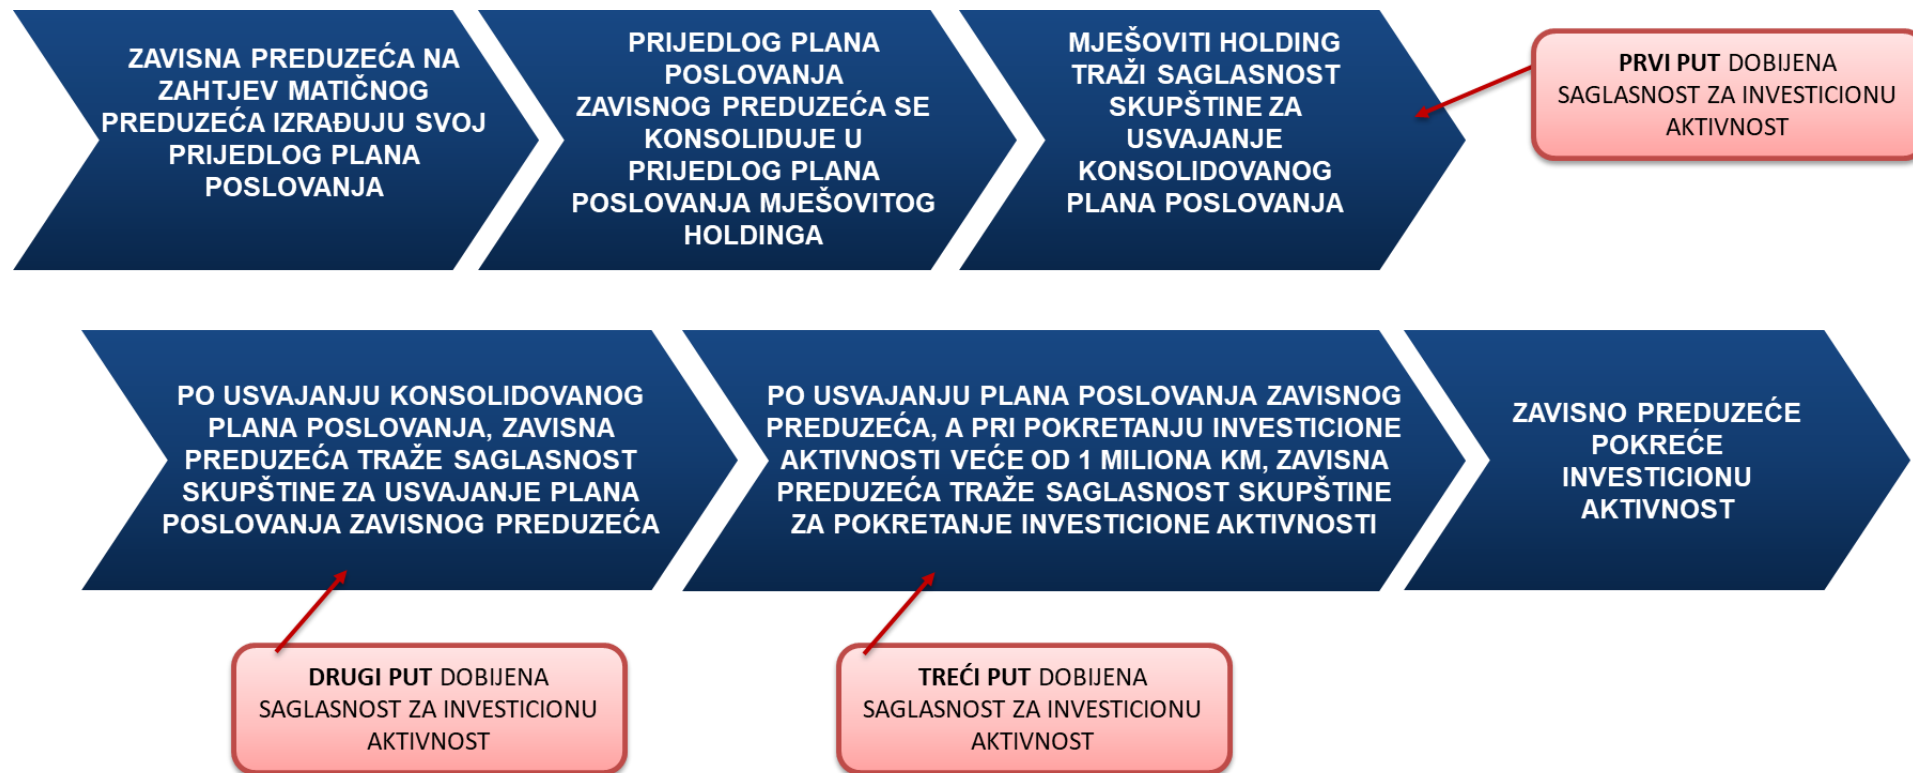 ZAVISNA PREDUZEĆA NA
ZAHTJEV MATIČNOG
PREDUZEĆA IZRAĐUJU SVOJ
PRIJEDLOG PLANA
POSLOVANJA
PRIJEDLOG PLANA
POSLOVANJA
ZAVISNOG PREDUZEĆA SE
KONSOLIDUJE U
PRIJEDLOG PLANA
POSLOVANJA MJEŠOVITOG
HOLDINGA
MJEŠOVITI HOLDING
TRAŽI SAGLASNOST
SKUPŠTINE ZA
USVAJANJE
KONSOLIDOVANOG
PLANA POSLOVANJA
PRVI PUT DOBIJENA
SAGLASNOST ZA INVESTICIONU
AKTIVNOST
PO USVAJANJU KONSOLIDOVANOG
PLANA POSLOVANJA, ZAVISNA
PREDUZEĆA TRAŽE SAGLASNOST
SKUPŠTINE ZA USVAJANJE PLANA
POSLOVANJA ZAVISNOG PREDUZEĆA
PO USVAJANJU PLANA POSLOVANJA ZAVISNOG
PREDUZEĆA, A PRI POKRETANJU INVESTICIONE
AKTIVNOSTI VEĆE OD 1 MILIONA KM, ZAVISNA
PREDUZEĆA TRAŽE SAGLASNOST SKUPŠTINE
ZA POKRETANJE INVESTICIONE AKTIVNOSTI
ZAVISNO PREDUZEĆE
POKREĆE
INVESTICIONU
AKTIVNOST
DRUGI PUT DOBIJENA
SAGLASNOST ZA INVESTICIONU
AKTIVNOST
TREĆI PUT DOBIJENA
SAGLASNOST ZA INVESTICIONU
AKTIVNOST